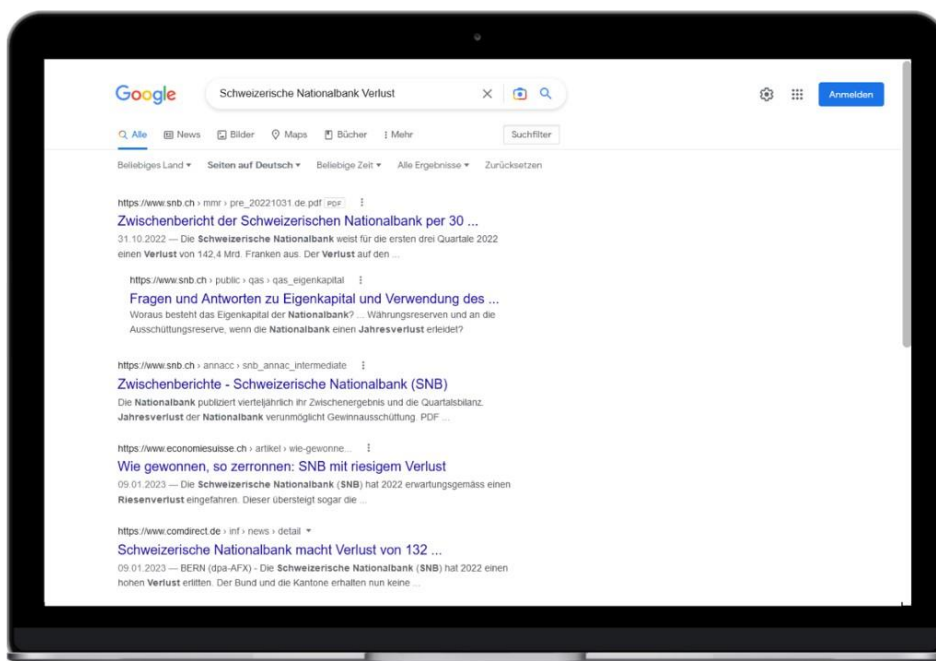 Google
Schweizerische Nationalbank Verlust
Anmelden
Alle News Bilder Maps Bücher Mehr Suchfilter
Beliebiges Land Seiten auf Deutsch Beliebige Zeit Alle Ergebnisse Zurücksetzen
https://www.snb.ch › mmr › pre_20221031.de.pdf PDF
Zwischenbericht der Schweizerischen Nationalbank per 30 ...
31.10.2022 — Die Schweizerische Nationalbank weist für die ersten drei Quartale 2022
einen Verlust von 142,4 Mrd. Franken aus. Der Verlust auf den ...
https://www.snb.ch › public › qas › qas_eigenkapital
Fragen und Antworten zu Eigenkapital und Verwendung des ...
Woraus besteht das Eigenkapital der Nationalbank? ... Währungsreserven und an die
Ausschüttungsreserve, wenn die Nationalbank einen Jahresverlust erleidet?
https://www.snb.ch › annacc › snb_annac_intermediate
Zwischenberichte - Schweizerische Nationalbank (SNB)
Die Nationalbank publiziert vierteljährlich ihr Zwischenergebnis und die Quartalsbilanz.
Jahresverlust der Nationalbank verunmöglicht Gewinnausschüttung. PDF ...
https://www.economiesuisse.ch › artikel › wie-gewonne...
Wie gewonnen, so zerronnen: SNB mit riesigem Verlust
09.01.2023 — Die Schweizerische Nationalbank (SNB) hat 2022 erwartungsgemäss einen
Riesenverlust eingefahren. Dieser übersteigt sogar die ...
https://www.comdirect.de › inf › news › detail
Schweizerische Nationalbank macht Verlust von 132 ...
09.01.2023 — BERN (dpa-AFX) - Die Schweizerische Nationalbank (SNB) hat 2022 einen
hohen Verlust erlitten. Der Bund und die Kantone erhalten nun keine ...